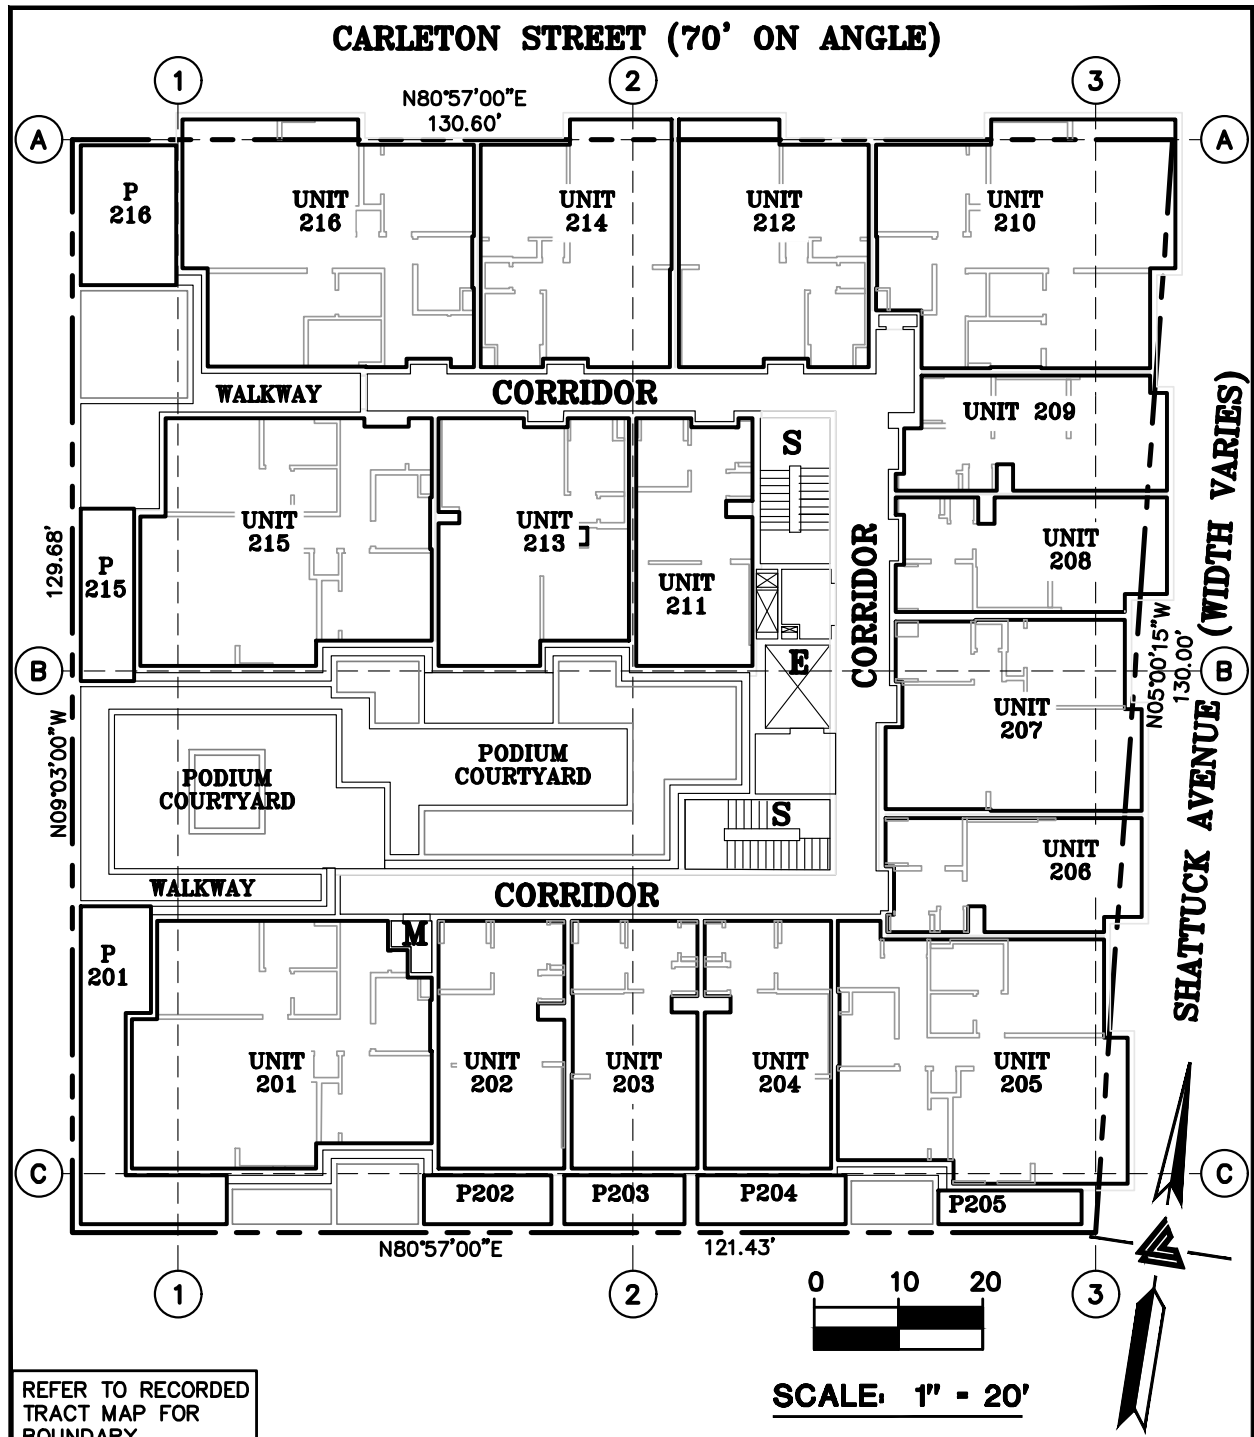 CARLETON STREET (70' ON ANGLE)
1
2
3
N80°57'00"E
130.60'
A
A
P
216
UNIT
216
UNIT
214
UNIT
212
UNIT
210
WALKWAY
CORRIDOR
UNIT 209
S
UNIT
215
UNIT
213
UNIT
208
129.68'
P
215
UNIT
211
CORRIDOR
SHATTUCK AVENUE (WIDTH VARIES)
N05°00'15"W
130.00'
B
E
B
N09°03'00"W
UNIT
207
PODIUM
COURTYARD
PODIUM
COURTYARD
S
UNIT
206
WALKWAY
CORRIDOR
M
P
201
UNIT
201
UNIT
202
UNIT
203
UNIT
204
UNIT
205
C
C
P202
P203
P204
P205
N80°57'00"E
121.43'
1
2
3
0 10 20
SCALE: 1" - 20'
REFER TO RECORDED
TRACT MAP FOR
BOUNDARY